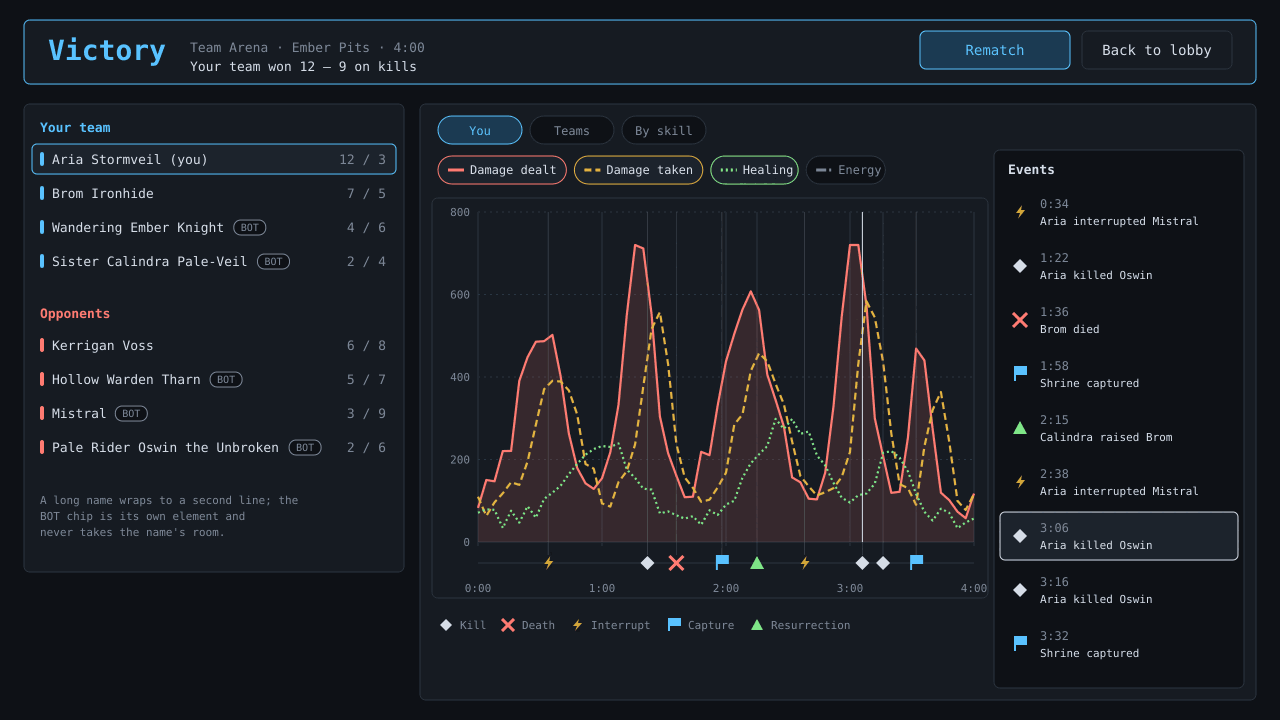 Victory
Team Arena · Ember Pits · 4:00
Your team won 12 — 9 on kills
Rematch
Back to lobby
Your team
Aria Stormveil (you) 12 / 3
Brom Ironhide 7 / 5
Wandering Ember Knight BOT 4 / 6
Sister Calindra Pale-Veil BOT 2 / 4
Opponents
Kerrigan Voss 6 / 8
Hollow Warden Tharn BOT 5 / 7
Mistral BOT 3 / 9
Pale Rider Oswin the Unbroken BOT 2 / 6
A long name wraps to a second line; the
BOT chip is its own element and
never takes the name's room.
You
Teams
By skill
Damage dealt
Damage taken
Healing
Energy
800
600
400
200
0
0:00
1:00
2:00
3:00
4:00
Kill
Death
Interrupt
Capture
Resurrection
Events
0:34
Aria interrupted Mistral
1:22
Aria killed Oswin
1:36
Brom died
1:58
Shrine captured
2:15
Calindra raised Brom
2:38
Aria interrupted Mistral
3:06
Aria killed Oswin
3:16
Aria killed Oswin
3:32
Shrine captured